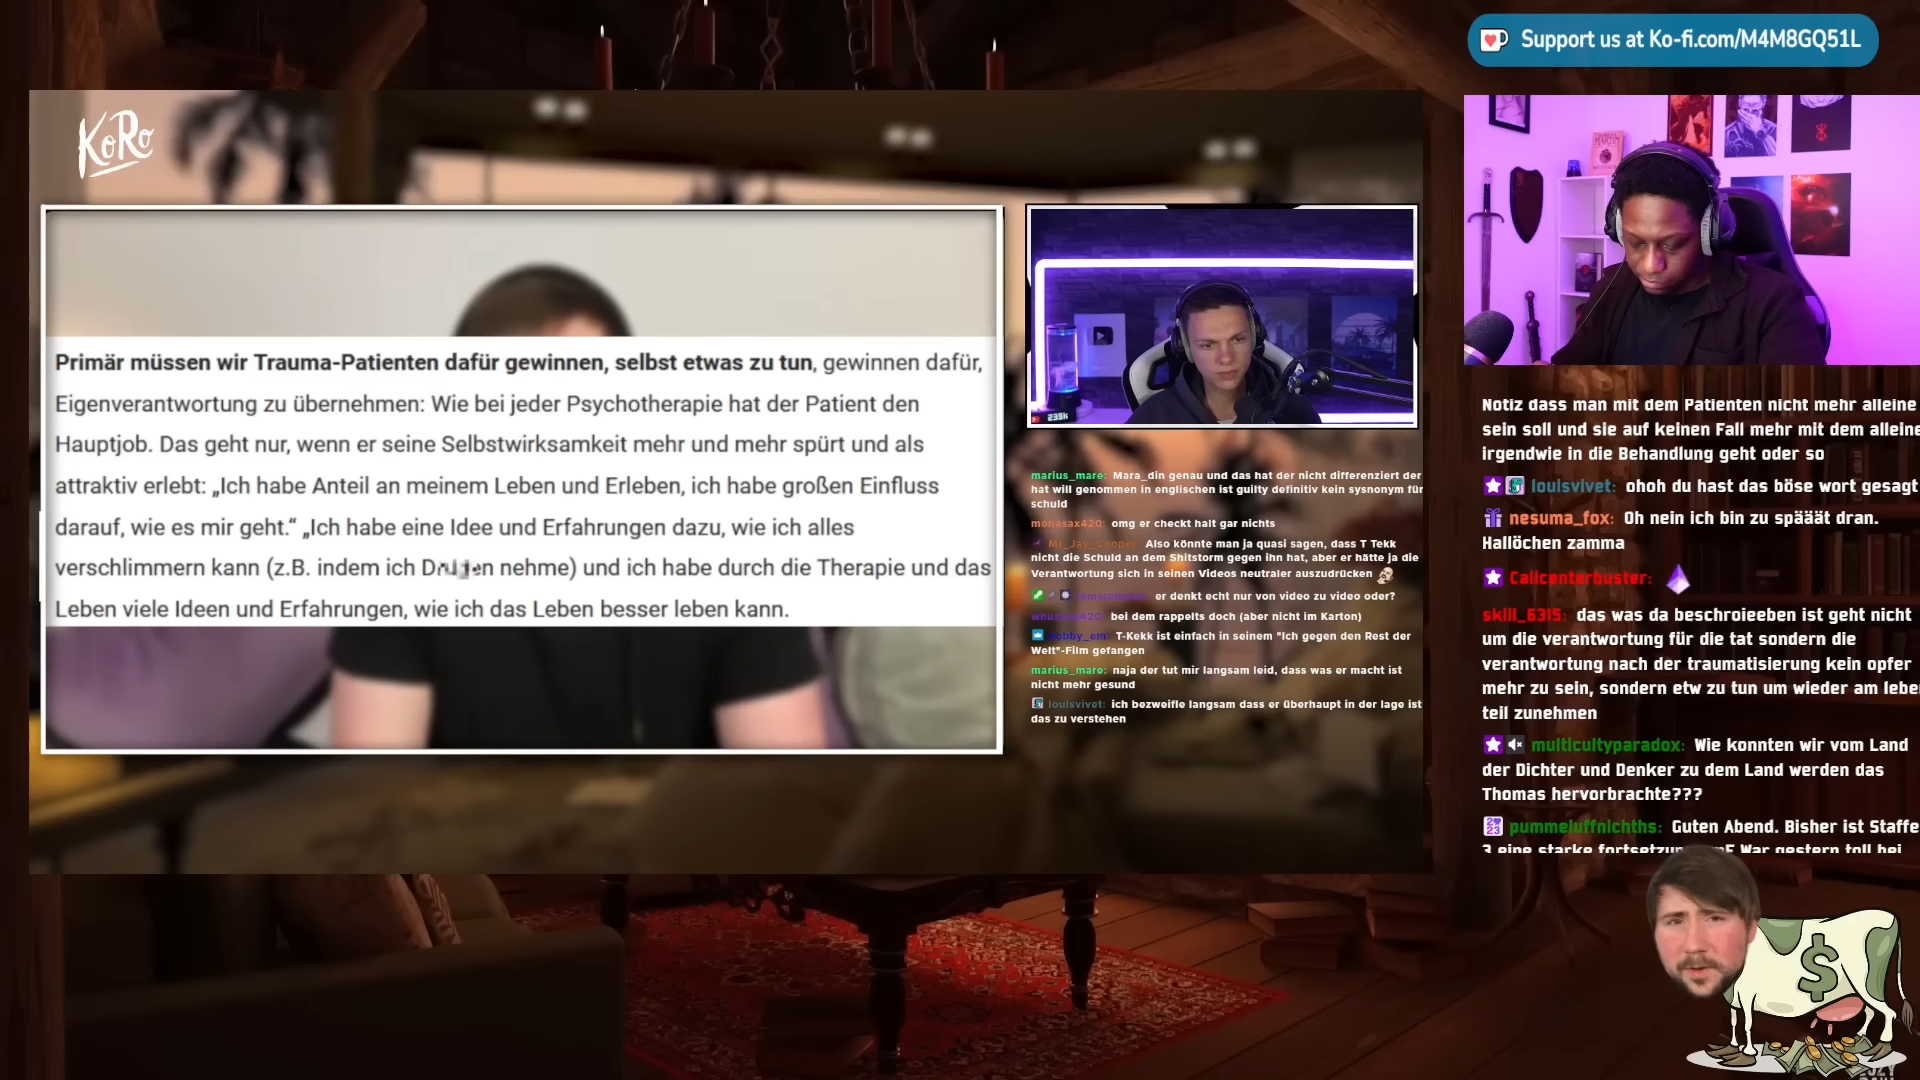 Support us at Ko-fi.com/M4M8GQ51L
KoRo
Primär müssen wir Trauma-Patienten dafür gewinnen, selbst etwas zu tun, gewinnen dafür,
Eigenverantwortung zu übernehmen: Wie bei jeder Psychotherapie hat der Patient den
Hauptjob. Das geht nur, wenn er seine Selbstwirksamkeit mehr und mehr spürt und als
attraktiv erlebt: „Ich habe Anteil an meinem Leben und Erleben, ich habe großen Einfluss
darauf, wie es mir geht.“ „Ich habe eine Idee und Erfahrungen dazu, wie ich alles
verschlimmern kann (z.B. indem ich nehme) und ich habe durch die Therapie und das
Leben viele Ideen und Erfahrungen, wie ich das Leben besser leben kann.
239k
marius_mare: Mara_din genau und das hat der nicht differenziert der
hat will genommen in englischen ist guilty definitiv kein sysnonym für
schuld
monasax420: omg er checkt halt gar nichts
Mr_Jay_Cooper: Also könnte man ja quasi sagen, dass T Tekk
nicht die Schuld an dem Shitstorm gegen ihn hat, aber er hätte ja die
Verantwortung sich in seinen Videos neutraler auszudrücken
er denkt echt nur von video zu video oder?
bei dem rappelts doch (aber nicht im Karton)
bobby_em: T-Kekk ist einfach in seinem "Ich gegen den Rest der
Welt"-Film gefangen
marius_mare: naja der tut mir langsam leid, dass was er macht ist
nicht mehr gesund
louisvivet: ich bezweifle langsam dass er überhaupt in der lage ist
das zu verstehen
Notiz dass man mit dem Patienten nicht mehr alleine
sein soll und sie auf keinen Fall mehr mit dem alleine
irgendwie in die Behandlung geht oder so
louisvivet: ohoh du hast das böse wort gesagt
nesuma_fox: Oh nein ich bin zu spääät dran.
Hallöchen zamma
Callcenterbuster:
skill_6315: das was da beschroieeben ist geht nicht
um die verantwortung für die tat sondern die
verantwortung nach der traumatisierung kein opfer
mehr zu sein, sondern etw zu tun um wieder am lebe
teil zunehmen
multicultyparadox: Wie konnten wir vom Land
der Dichter und Denker zu dem Land werden das
Thomas hervorbrachte???
pummeluffnichths: Guten Abend. Bisher ist Staffe
3 eine starke fortsetzun War gestern toll bei
$